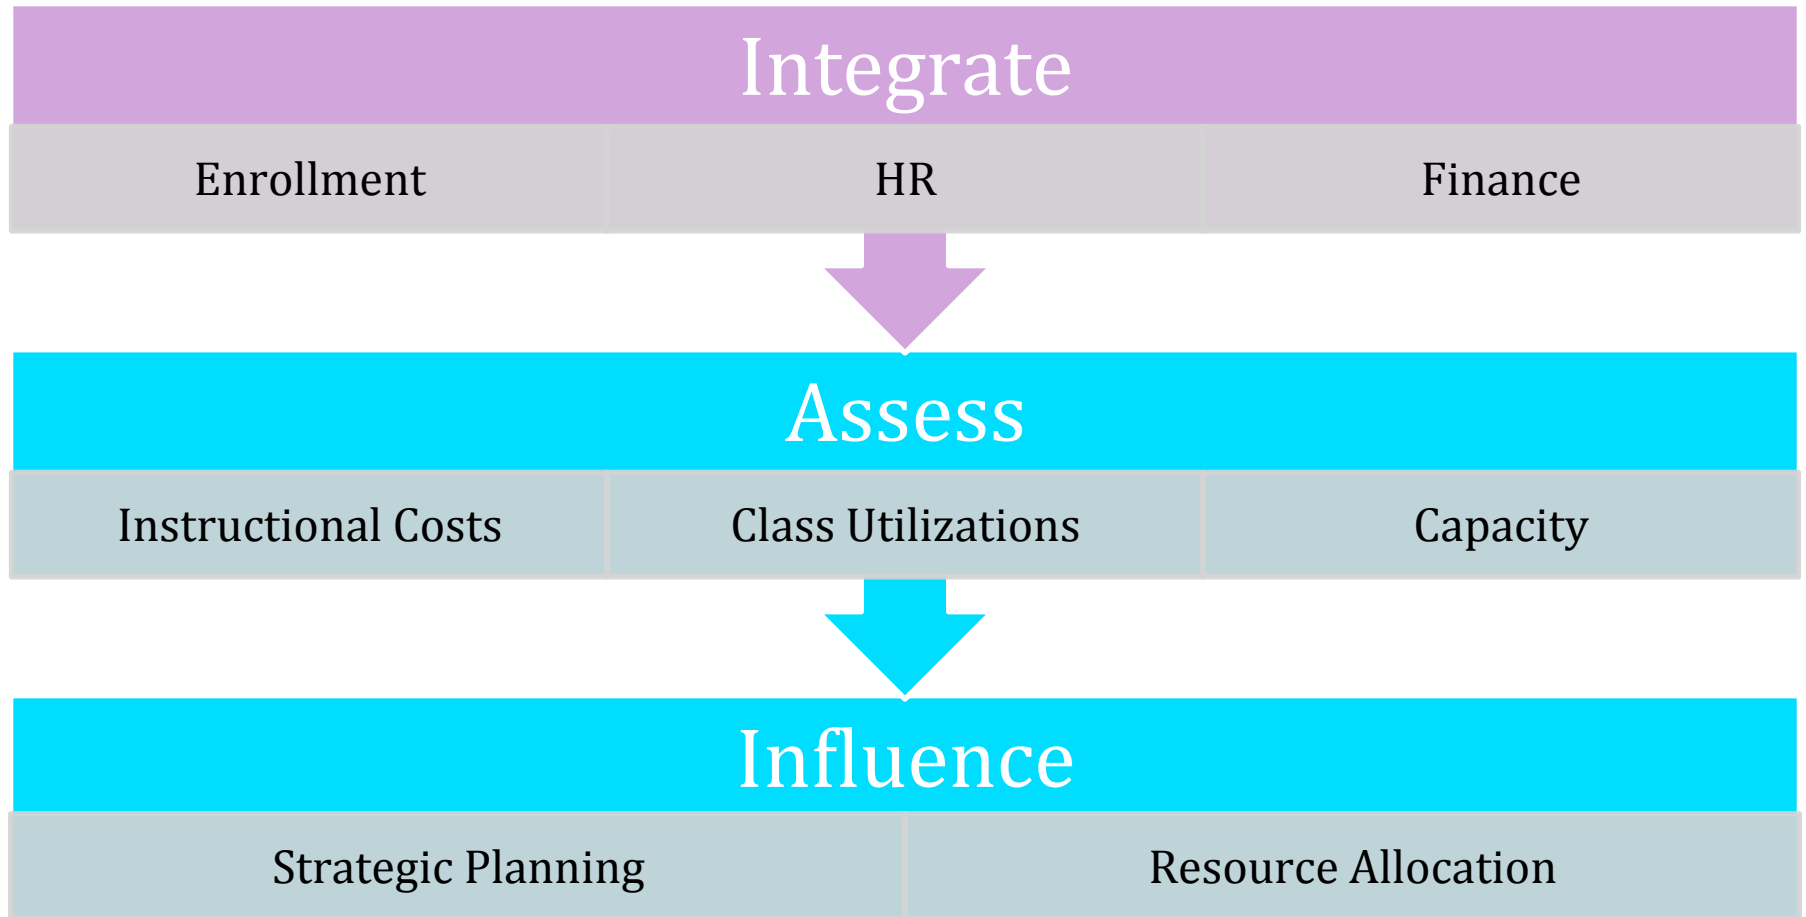 Integrate
Enrollment HR Finance
Assess
Instructional Costs Class Utilizations Capacity
Influence
Strategic Planning Resource Allocation